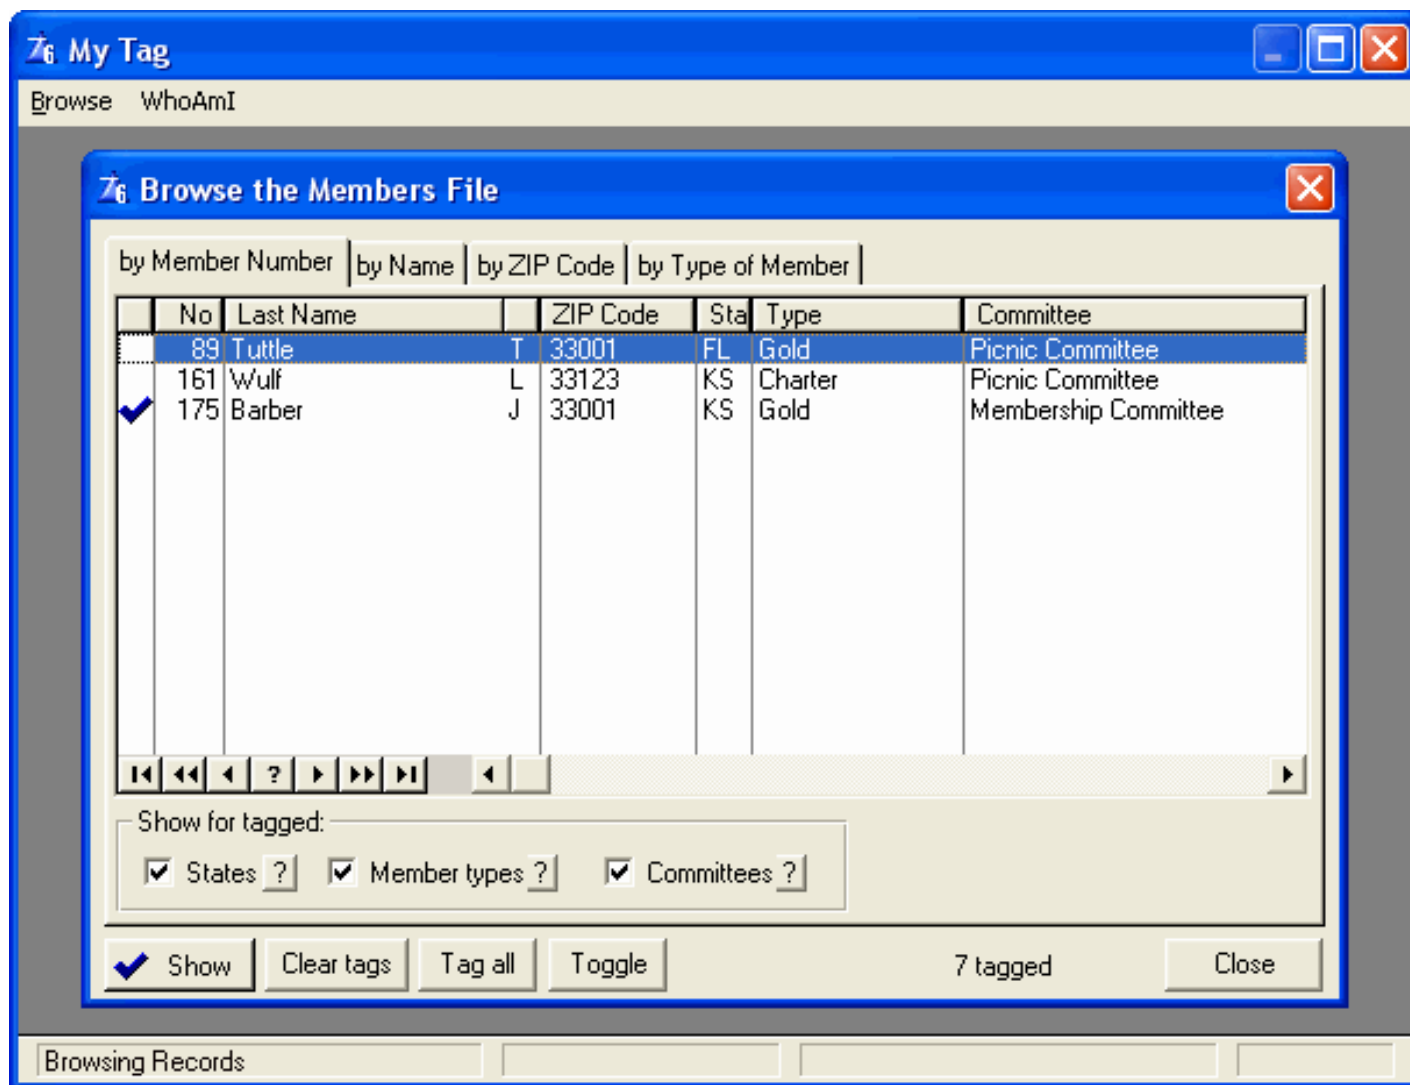 My Tag
Browse WhoAmI
Browse the Members File
by Member Number by Name by ZIP Code by Type of Member
No Last Name ZIP Code Sta Type Committee
89 Tuttle T 33001 FL Gold Picnic Committee
161 Wulf L 33123 KS Charter Picnic Committee
175 Barber J 33001 KS Gold Membership Committee
?
Show for tagged:
States ? Member types ? Committees ?
Show Clear tags Tag all Toggle 7 tagged Close
Browsing Records